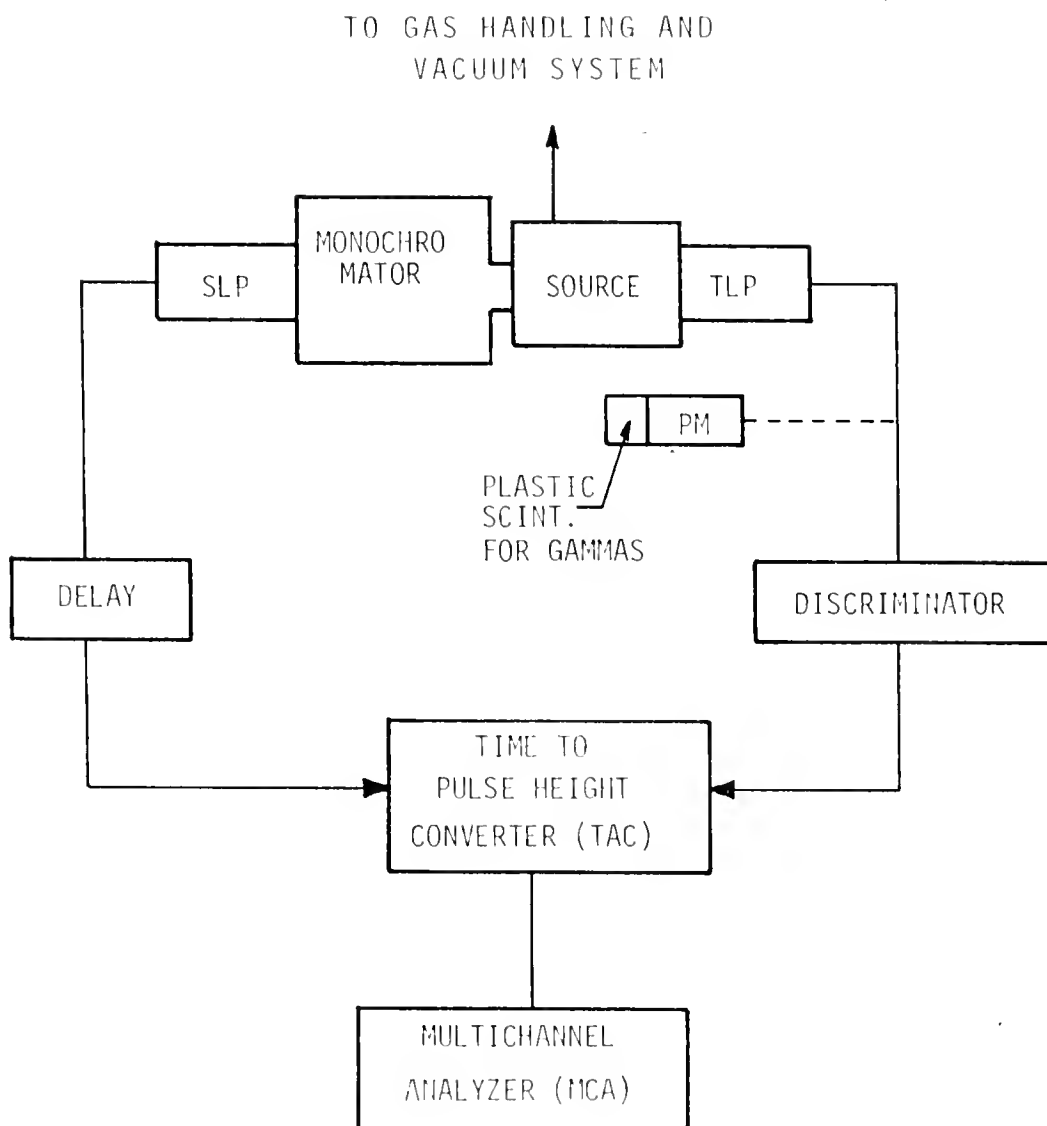 TO GAS HANDLING AND
VACUUM SYSTEM
MONOCHRO
MATOR
SLP
SOURCE
TLP
PM
PLASTIC
SCINT.
FOR GAMMAS
DELAY
DISCRIMINATOR
TIME TO
PULSE HEIGHT
CONVERTER (TAC)
MULTICHANNEL
ANALYZER (MCA)